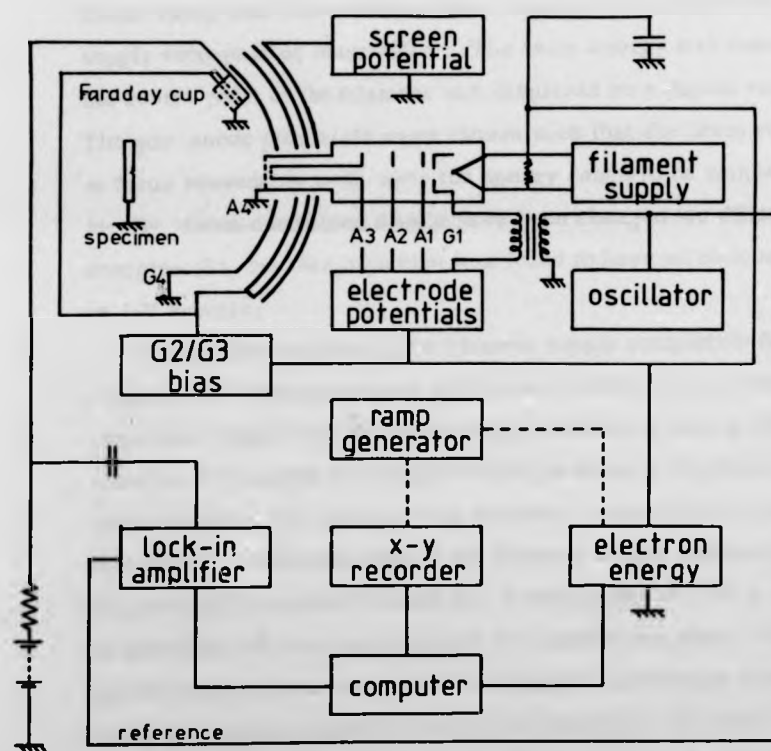 screen
potential
Faraday cup
filament
supply
A4
specimen
A3 A2 A1 G1
G4
electrode
potentials
oscillator
G2/G3
bias
ramp
generator
lock-in
amplifier
x-y
recorder
electron
energy
computer
reference